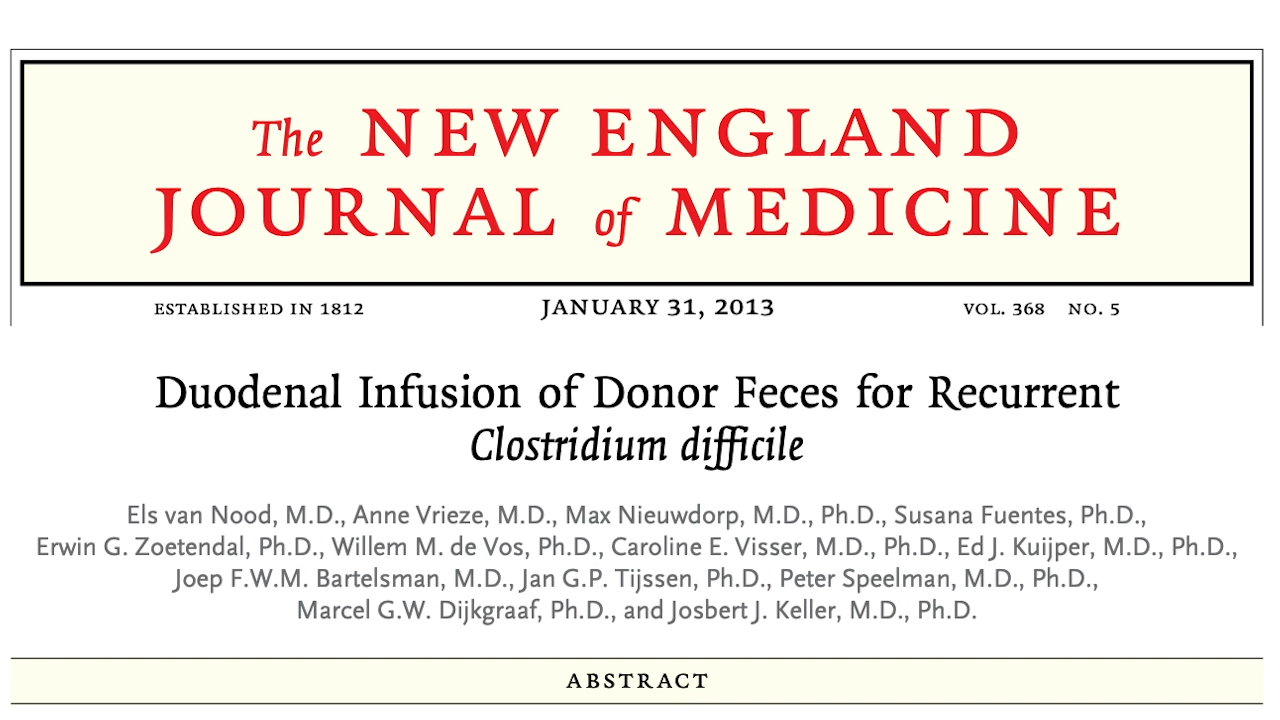 The NEW ENGLAND
JOURNAL of MEDICINE
ESTABLISHED IN 1812 JANUARY 31, 2013 VOL. 368 NO. 5
Duodenal Infusion of Donor Feces for Recurrent
Clostridium difficile
Els van Nood, M.D., Anne Vrieze, M.D., Max Nieuwdorp, M.D., Ph.D., Susana Fuentes, Ph.D.,
Erwin G. Zoetendal, Ph.D., Willem M. de Vos, Ph.D., Caroline E. Visser, M.D., Ph.D., Ed J. Kuijper, M.D., Ph.D.,
Joep F.W.M. Bartelsman, M.D., Jan G.P. Tijssen, Ph.D., Peter Speelman, M.D., Ph.D.,
Marcel G.W. Dijkgraaf, Ph.D., and Josbert J. Keller, M.D., Ph.D.
ABSTRACT